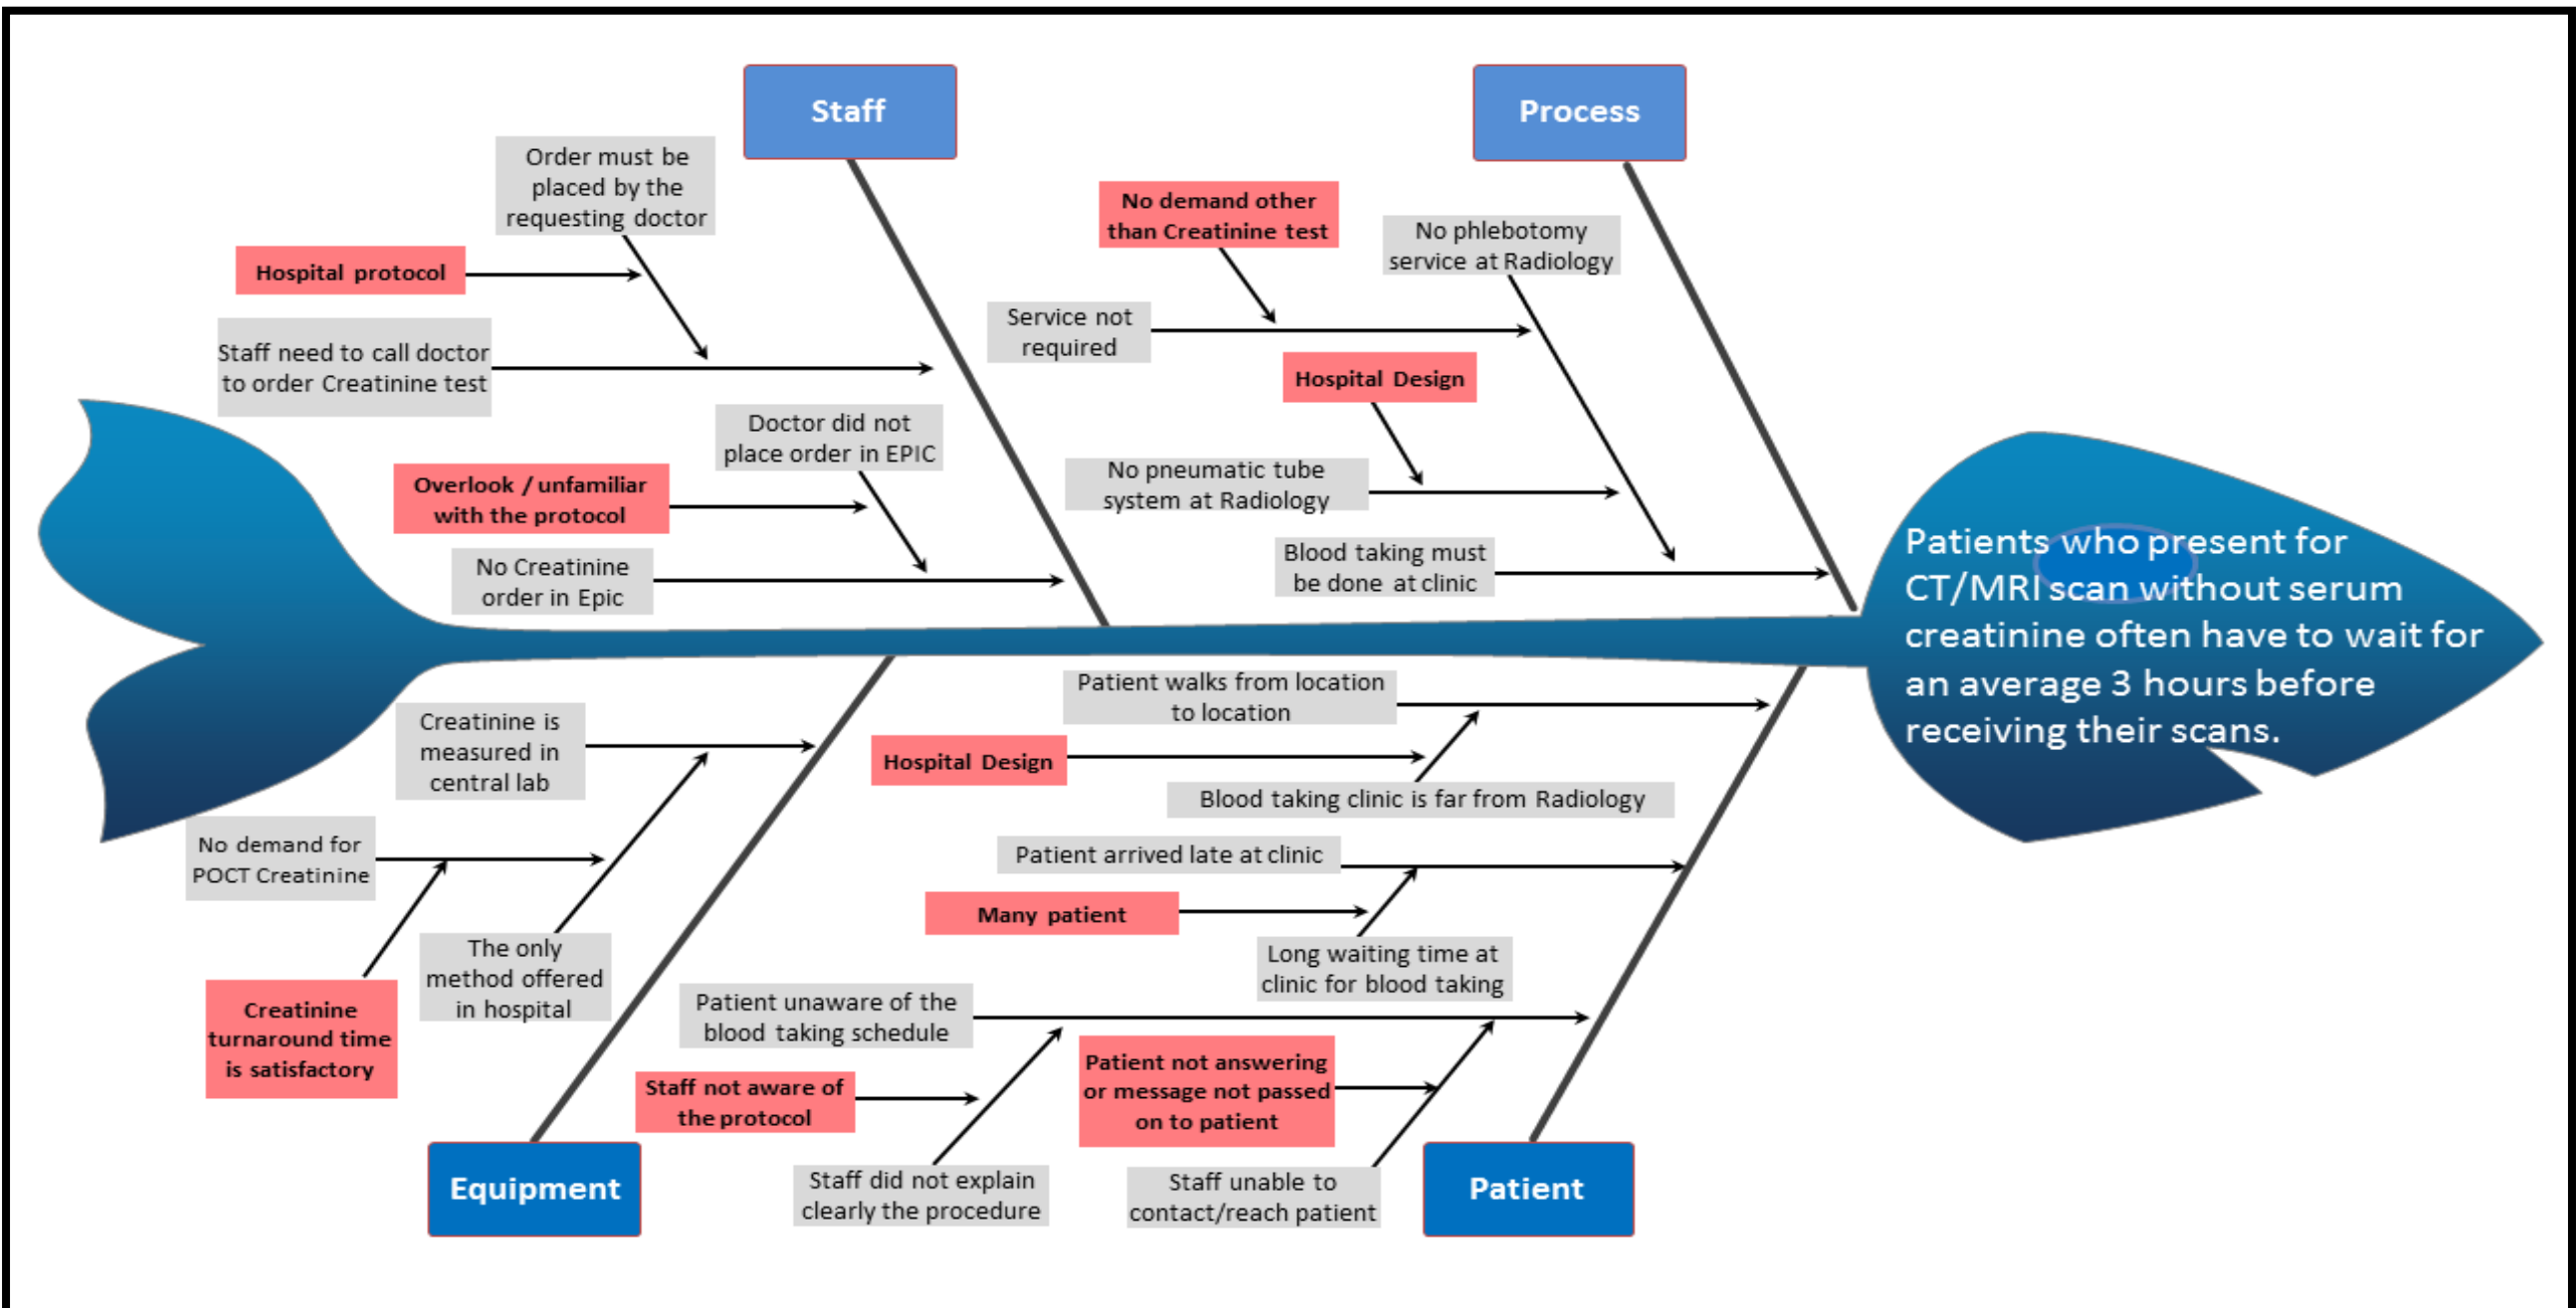 Staff
Process
Order must be
placed by the
requesting doctor
Hospital protocol
Staff need to call doctor
to order Creatinine test
Doctor did not
place order in EPIC
Overlook / unfamiliar
with the protocol
No Creatinine
order in Epic
No demand other
than Creatinine test
No phlebotomy
service at Radiology
Service not
required
Hospital Design
No pneumatic tube
system at Radiology
Blood taking must
be done at clinic
Patients who present for
CT/MRI scan without serum
creatinine often have to wait for
an average 3 hours before
receiving their scans.
Creatinine is
measured in
central lab
No demand for
POCT Creatinine
The only
method offered
in hospital
Creatinine
turnaround time
is satisfactory
Patient walks from location
to location
Hospital Design
Blood taking clinic is far from Radiology
Patient arrived late at clinic
Many patient
Long waiting time at
clinic for blood taking
Patient unaware of the
blood taking schedule
Staff not aware of
the protocol
Patient not answering
or message not passed
on to patient
Staff did not explain
clearly the procedure
Staff unable to
contact/reach patient
Equipment
Patient